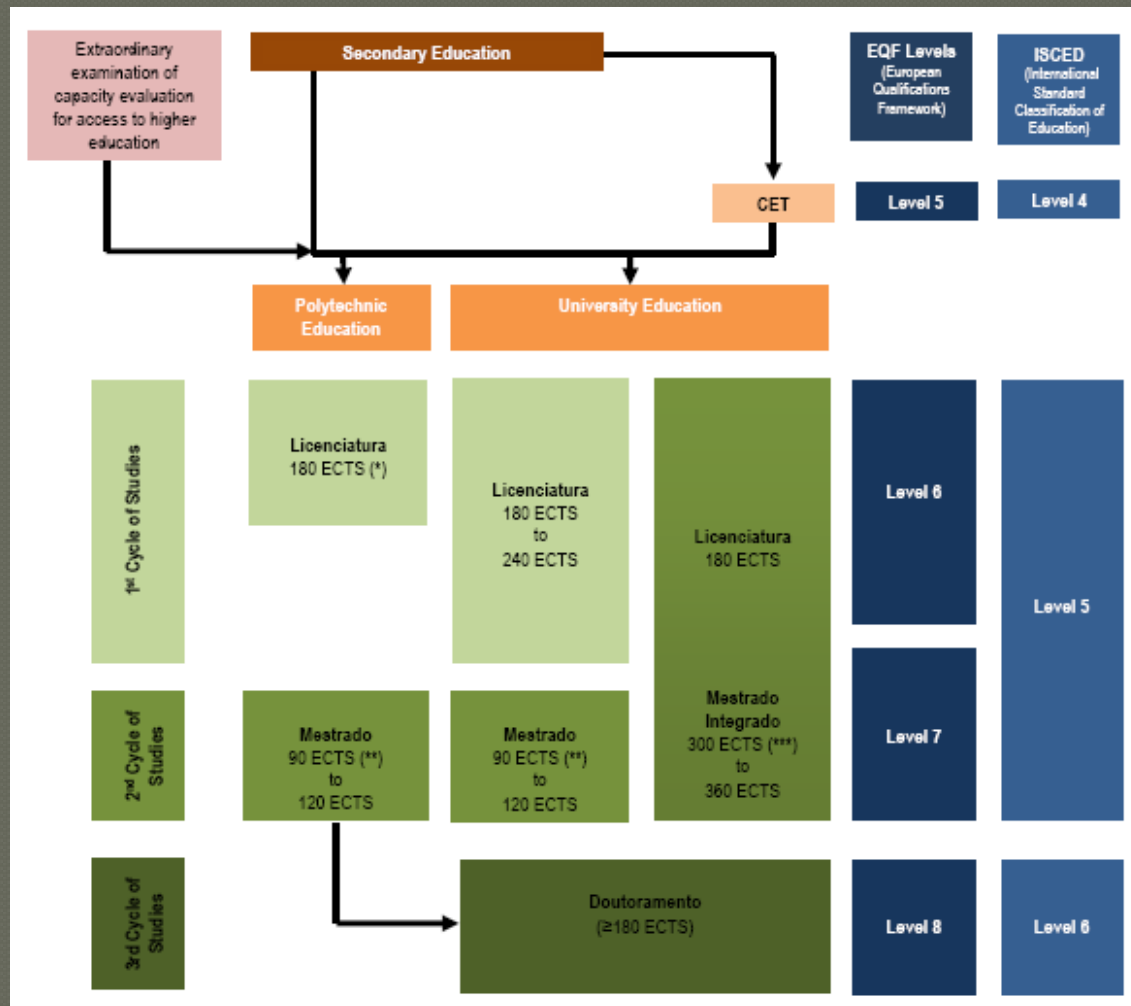 Extraordinary
examination of
capacity evaluation
for access to higher
education
Secondary Education
EQF Levels
(European
Qualifications
Framework)
ISCED
(International
Standard
Classification of
Education)
CET
Level 5
Level 4
Polytechnic
Education
University Education
1st Cycle of Studies
Licenciatura
180 ECTS (*)
Licenciatura
180 ECTS
to
240 ECTS
Licenciatura
180 ECTS
Level 6
Level 5
2nd Cycle of
Studies
Mestrado
90 ECTS (**)
to
120 ECTS
Mestrado
90 ECTS (**)
to
120 ECTS
Mestrado
Integrado
300 ECTS (***)
to
360 ECTS
Level 7
3rd Cycle of
Studies
Doutoramento
(≥180 ECTS)
Level 8
Level 6